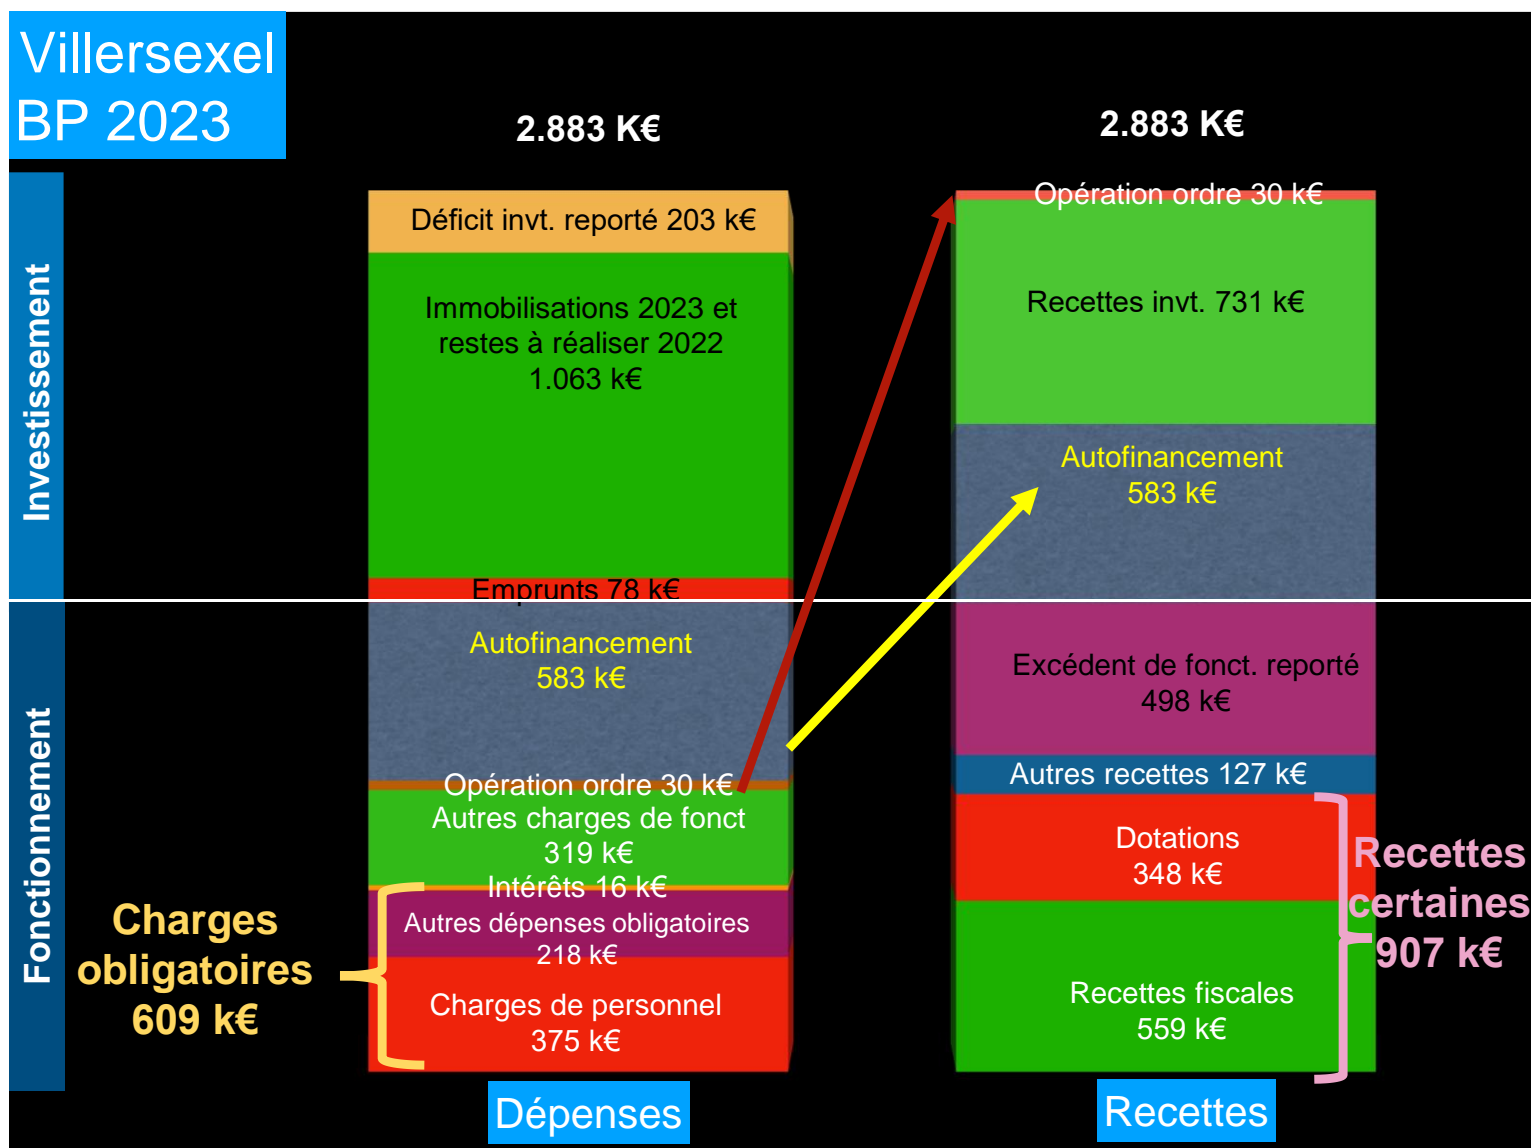 Villersexel
BP 2023
2.883 K€
2.883 K€
Investissement
Fonctionnement
Déficit invt. reporté 203 k€
Immobilisations 2023 et
restes à réaliser 2022
1.063 k€
Emprunts 78 k€
Autofinancement
583 k€
Opération ordre 30 k€
Autres charges de fonct
319 k€
Intérêts 16 k€
Autres dépenses obligatoires
218 k€
Charges de personnel
375 k€
Charges
obligatoires
609 k€
Dépenses
Opération ordre 30 k€
Recettes invt. 731 k€
Autofinancement
583 k€
Excédent de fonct. reporté
498 k€
Autres recettes 127 k€
Dotations
348 k€
Recettes fiscales
559 k€
Recettes
certaines
907 k€
Recettes